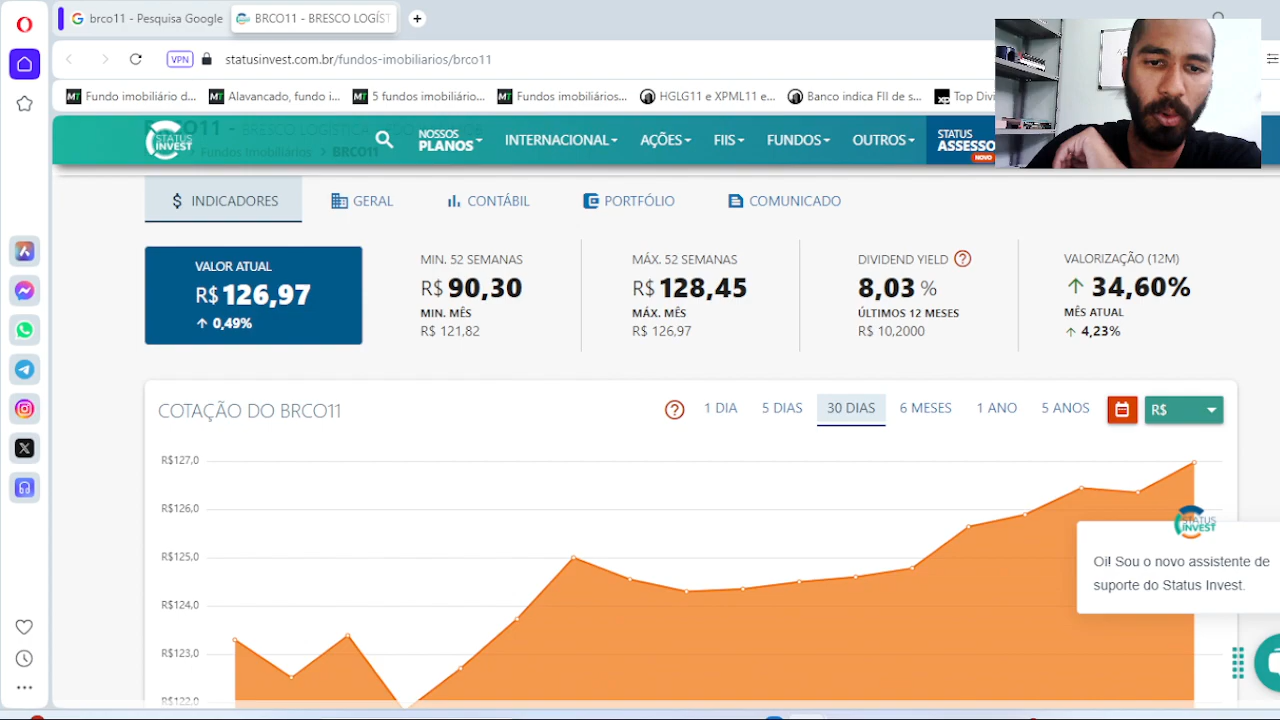 brco11 - Pesquisa Google
BRCO11 - BRESCO LOGÍST
VPN
statusinvest.com.br/fundos-imobiliarios/brco11
Fundo imobiliário d...
Alavancado, fundo i...
5 fundos imobiliário...
Fundos imobiliários...
HGLG11 e XPML11 e...
Banco indica FII de s...
Top Divi
BRCO11 - BRESCO LOGÍSTICA
Fundos Imobiliários > BRCO11
STATUS
INVEST
NOSSOS
PLANOS
INTERNACIONAL
AÇÕES
FIIS
FUNDOS
OUTROS
STATUS
ASSESSO
NOVO
INDICADORES
GERAL
CONTÁBIL
PORTFÓLIO
COMUNICADO
VALOR ATUAL
R$ 126,97
0,49%
MIN. 52 SEMANAS
R$ 90,30
MIN. MÊS
R$ 121,82
MÁX. 52 SEMANAS
R$ 128,45
MÁX. MÊS
R$ 126,97
DIVIDEND YIELD
8,03 %
ÚLTIMOS 12 MESES
R$ 10,2000
VALORIZAÇÃO (12M)
34,60%
MÊS ATUAL
4,23%
COTAÇÃO DO BRCO11
1 DIA
5 DIAS
30 DIAS
6 MESES
1 ANO
5 ANOS
R$
R$127,0
R$126,0
R$125,0
R$124,0
R$123,0
R$122,0
STATUS
INVEST
Oi! Sou o novo assistente de
suporte do Status Invest.